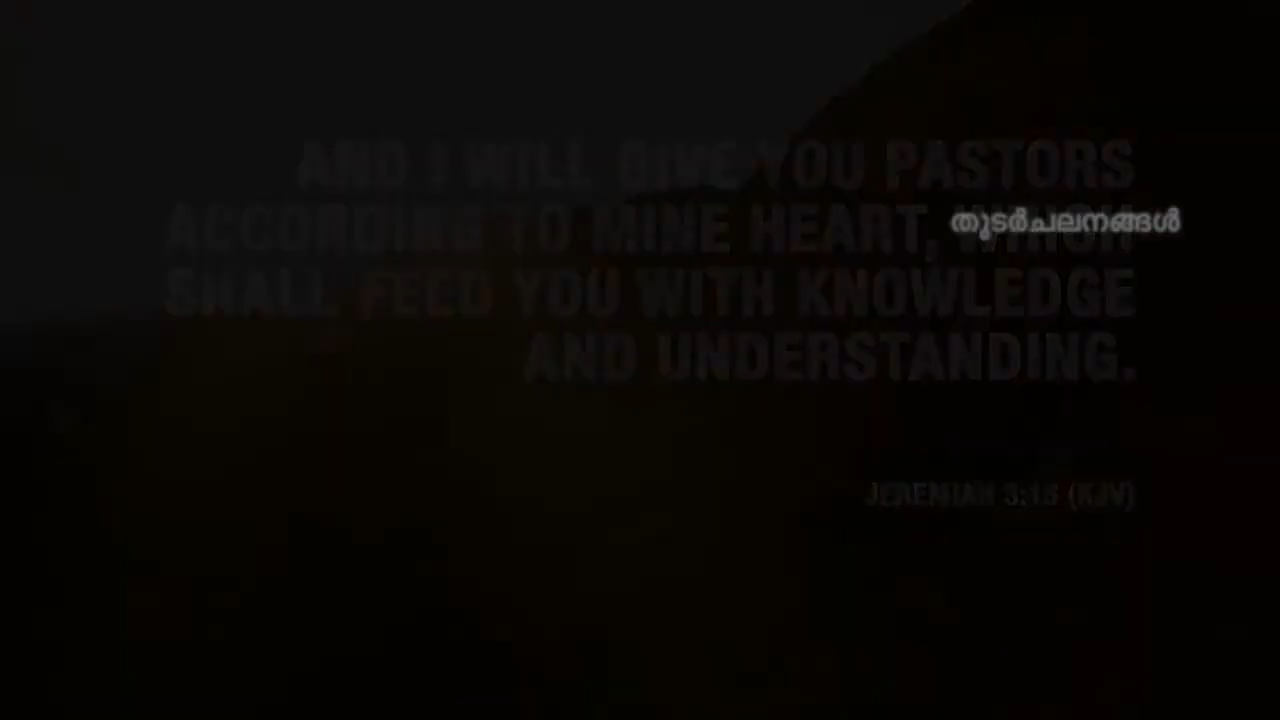 AND I WILL GIVE YOU PASTORS
ACCORDING TO MINE HEART, WHICH
തുടർചലനങ്ങൾ
SHALL FEED YOU WITH KNOWLEDGE
AND UNDERSTANDING.
JEREMIAH 3:15 (KJV)